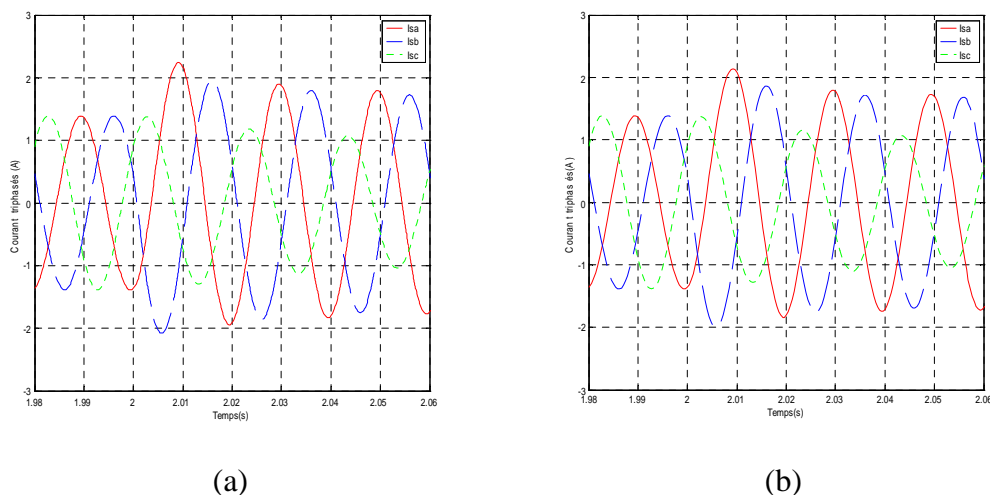 3
2
1
0
-1
-2
-3
Courant triphasés (A)
Isa
Isb
Isc
1.98
1.99
2
2.01
2.02
2.03
2.04
2.05
2.06
Temps(s)
(a)
3
2
1
0
-1
-2
-3
Courant triphasés(A)
Isa
Isb
Isc
1.98
1.99
2
2.01
2.02
2.03
2.04
2.05
2.06
Temps(s)
(b)